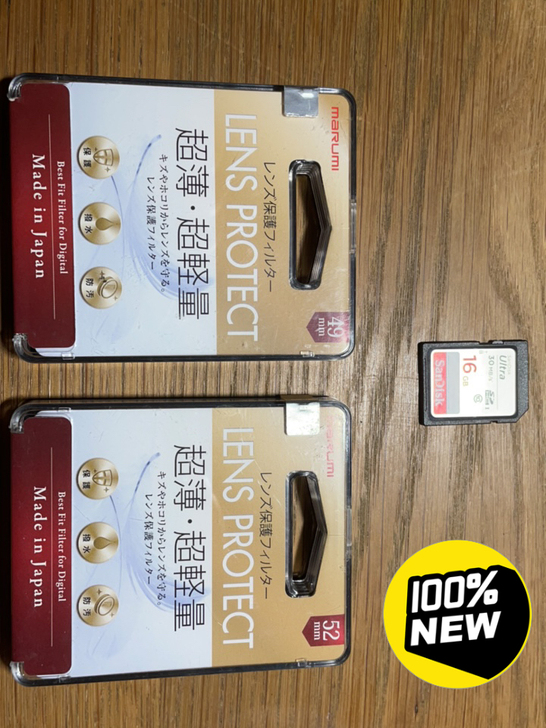 marumi
レンズ保護フィルター
LENS PROTECT
49
mm
超薄・超軽量
キズやホコリからレンズを守る。
レンズ保護フィルター
保護
撥水
防汚
Best Fit Filter for Digital
Made in Japan
marumi
レンズ保護フィルター
LENS PROTECT
52
mm
超薄・超軽量
キズやホコリからレンズを守る。
レンズ保護フィルター
保護
撥水
防汚
Best Fit Filter for Digital
Made in Japan
Ultra
30 MB/s
16 GB
SanDisk
100%
NEW